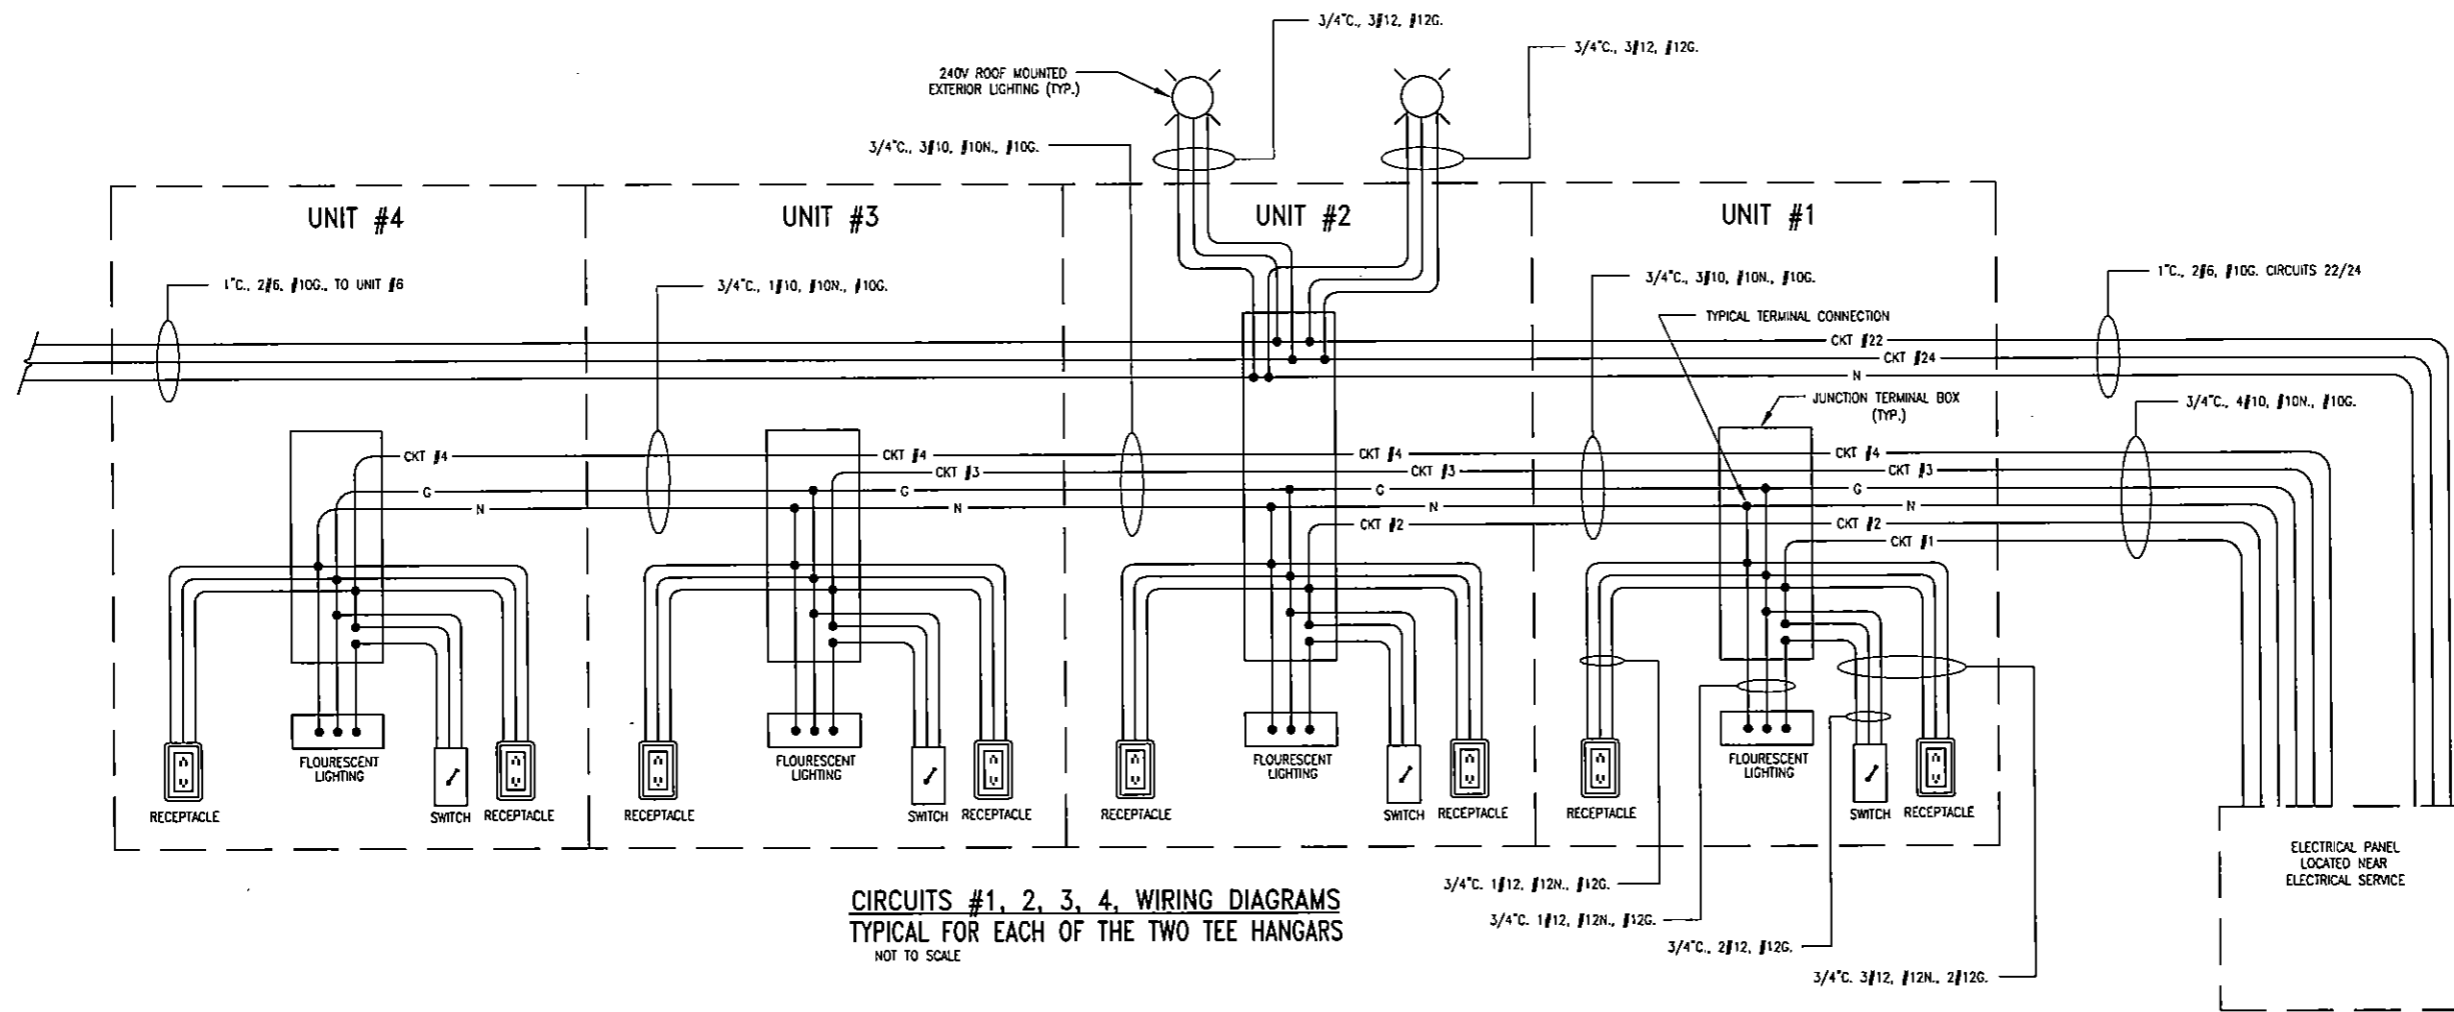 3/4"C., 3#12, #12G.
3/4"C., 3#12, #12G.
240V ROOF MOUNTED
EXTERIOR LIGHTING (TYP.)
3/4"C., 3#10, #10N., #10G.
UNIT #4
UNIT #3
UNIT #2
UNIT #1
1"C., 2#6, #10G., TO UNIT #6
3/4"C., 1#10, #10N., #10G.
3/4"C., 3#10, #10N., #10G.
1"C., 2#6, #10G. CIRCUITS 22/24
TYPICAL TERMINAL CONNECTION
CKT #22
CKT #24
N
JUNCTION TERMINAL BOX
(TYP.)
3/4"C., 4#10, #10N., #10G.
CKT #4
CKT #4
CKT #4
CKT #4
CKT #3
CKT #3
CKT #3
G
G
G
G
N
N
N
N
CKT #2
CKT #2
CKT #1
FLOURESCENT
LIGHTING
FLOURESCENT
LIGHTING
FLOURESCENT
LIGHTING
FLOURESCENT
LIGHTING
RECEPTACLE
SWITCH
RECEPTACLE
RECEPTACLE
SWITCH
RECEPTACLE
RECEPTACLE
SWITCH
RECEPTACLE
RECEPTACLE
SWITCH
RECEPTACLE
ELECTRICAL PANEL
LOCATED NEAR
ELECTRICAL SERVICE
3/4"C. 1#12, #12N., #12G.
3/4"C. 1#12, #12N., #12G.
3/4"C., 2#12, #12G.
3/4"C. 3#12, #12N., 2#12G.
CIRCUITS #1, 2, 3, 4, WIRING DIAGRAMS
TYPICAL FOR EACH OF THE TWO TEE HANGARS
NOT TO SCALE